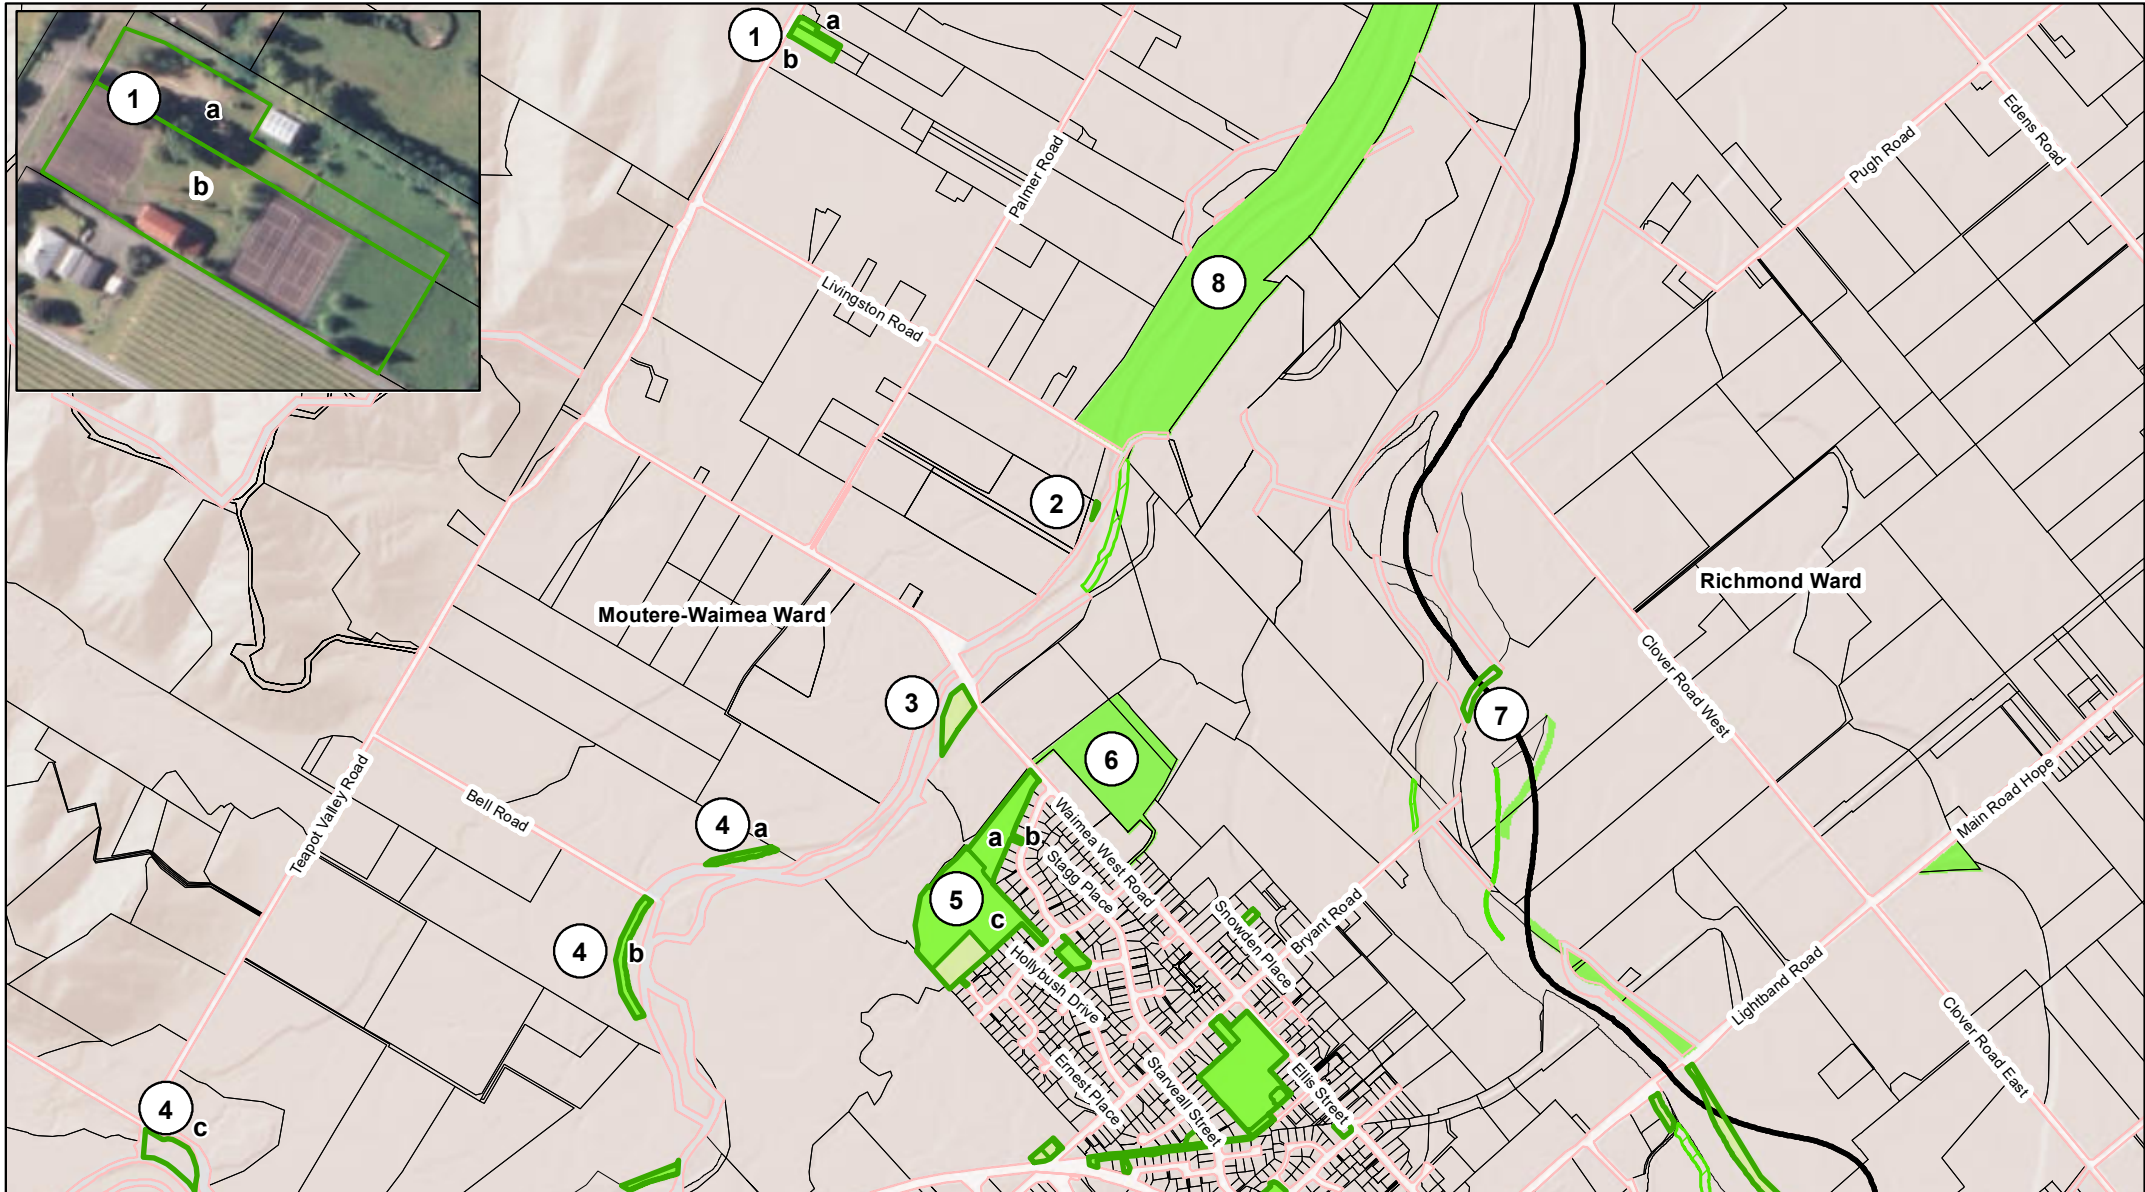 1
a
b
1
a
b
8
Palmer Road
Pugh Road
Edens Road
Livingston Road
2
Richmond Ward
Moutere-Waimea Ward
Clover Road West
3
7
6
Main Road Hope
Teapot Valley Road
Bell Road
4
a
a
b
Waimea West Road
Stagg Place
5
c
Snowden Place
Bryant Road
4
b
Hollybush Drive
Lightband Road
Clover Road East
Ernest Place
Starveall Street
Ellis Street
4
c